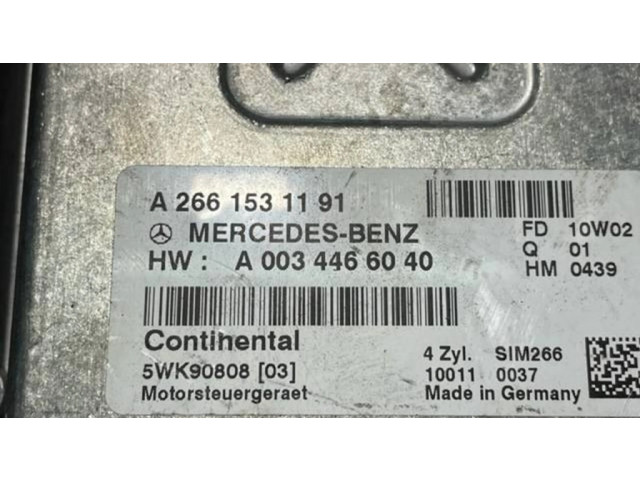 A 266 153 11 91
MERCEDES-BENZ
HW : A 003 446 60 40
FD 10W02
Q 01
HM 0439
Continental
5WK90808 [03]
Motorsteuergeraet
4 Zyl. SIM266
10011 0037
Made in Germany